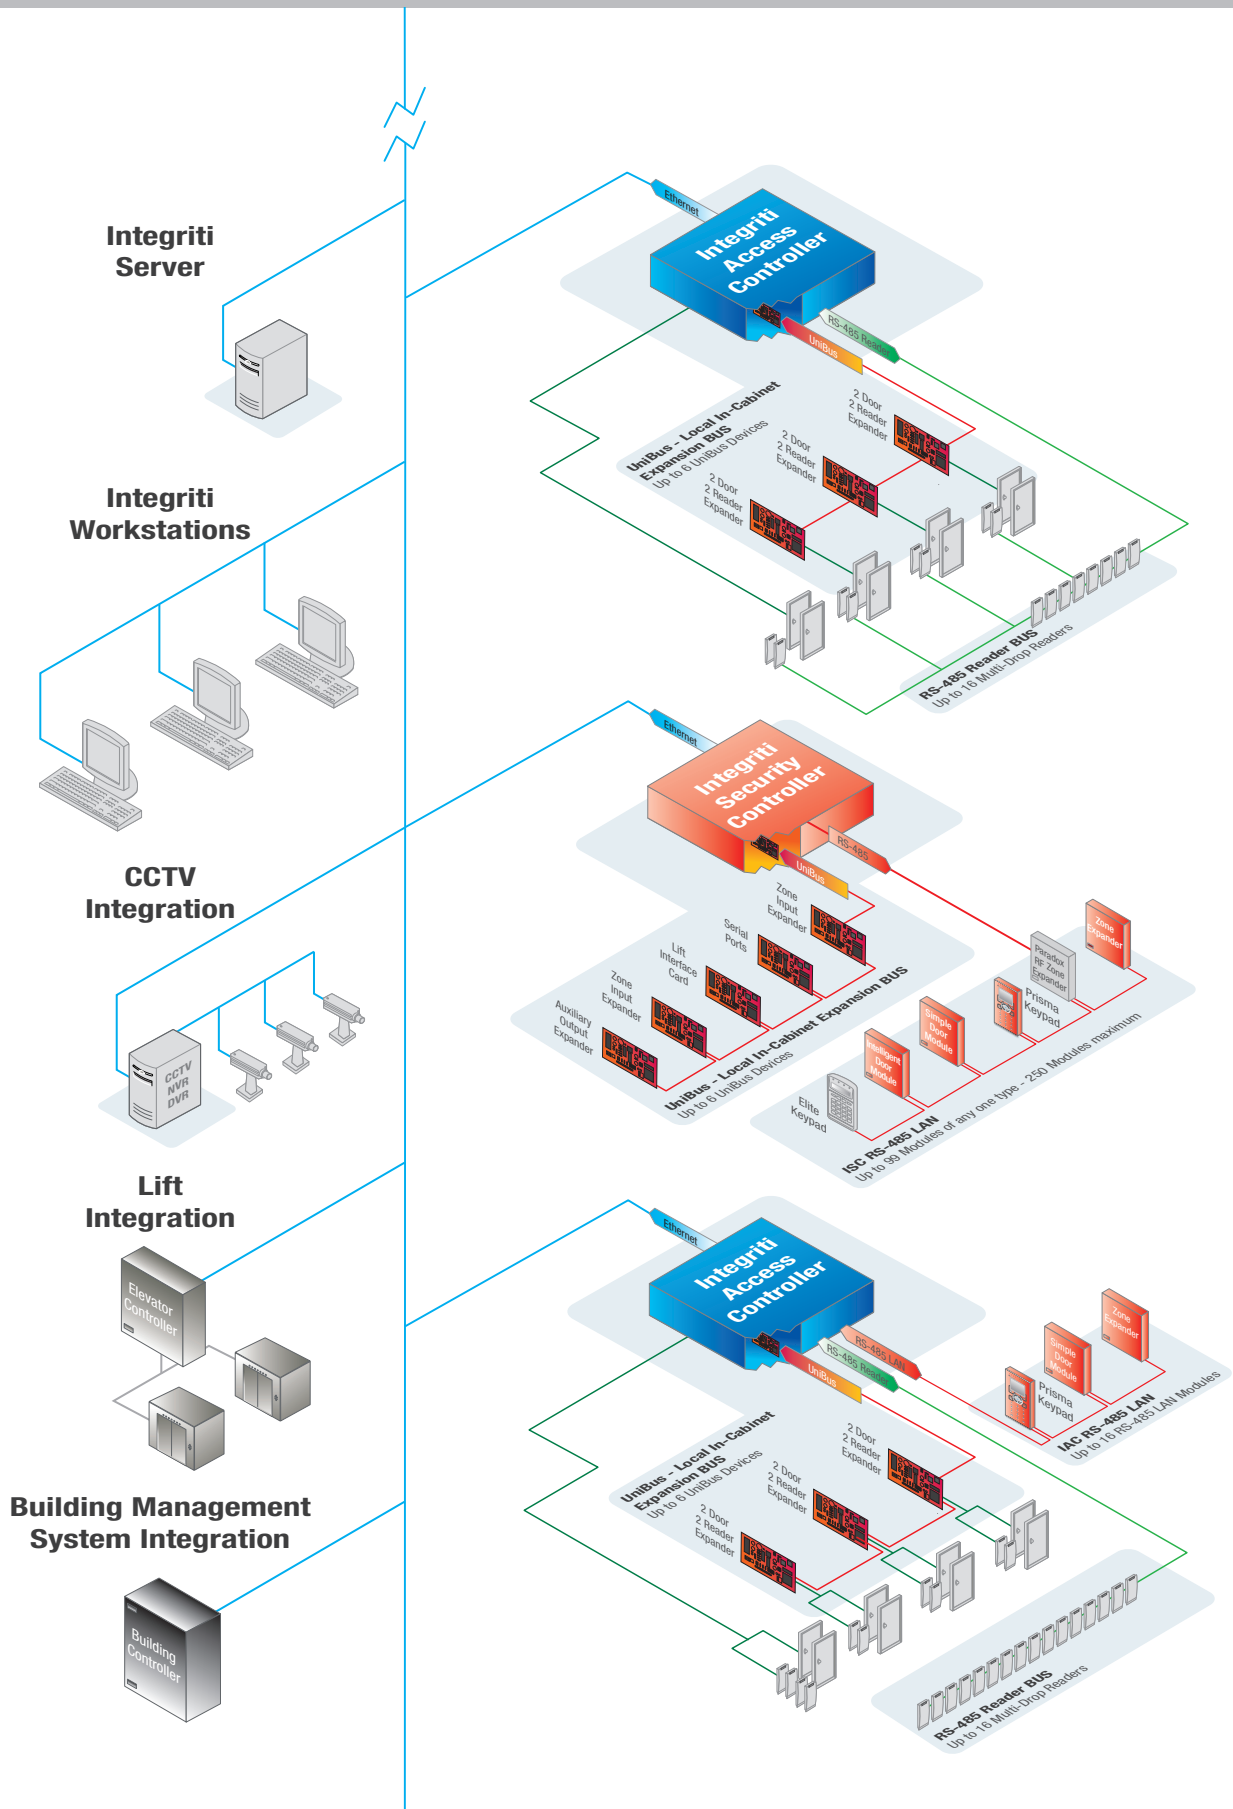 Integriti
Server
Integriti
Workstations
CCTV
Integration
CCTV
NVR
DVR
Lift
Integration
Elevator
Controller
Building Management
System Integration
Building
Controller
Ethernet
Integriti
Access
Controller
RS-485 Reader
UniBus
UniBus - Local In-Cabinet
Expansion BUS
Up to 6 UniBus Devices
2 Door
2 Reader
Expander
2 Door
2 Reader
Expander
2 Door
2 Reader
Expander
RS-485 Reader BUS
Up to 16 Multi-Drop Readers
Ethernet
Integriti
Security
Controller
RS-485
UniBus
Zone
Input
Expander
Serial
Ports
Lift
Interface
Card
Zone
Input
Expander
Auxiliary
Output
Expander
UniBus - Local In-Cabinet Expansion BUS
Up to 6 UniBus Devices
Zone
Expander
Paradox
RF Zone
Expander
Prisma
Keypad
Simple
Door
Module
Intelligent
Door
Module
Elite
Keypad
ISC RS-485 LAN
Up to 99 Modules of any one type - 250 Modules maximum
Ethernet
Integriti
Access
Controller
RS-485 LAN
RS-485 Reader
UniBus
Zone
Expander
Simple
Door
Module
Prisma
Keypad
IAC RS-485 LAN
Up to 16 RS-485 LAN Modules
UniBus - Local In-Cabinet
Expansion BUS
Up to 6 UniBus Devices
2 Door
2 Reader
Expander
2 Door
2 Reader
Expander
2 Door
2 Reader
Expander
RS-485 Reader BUS
Up to 16 Multi-Drop Readers